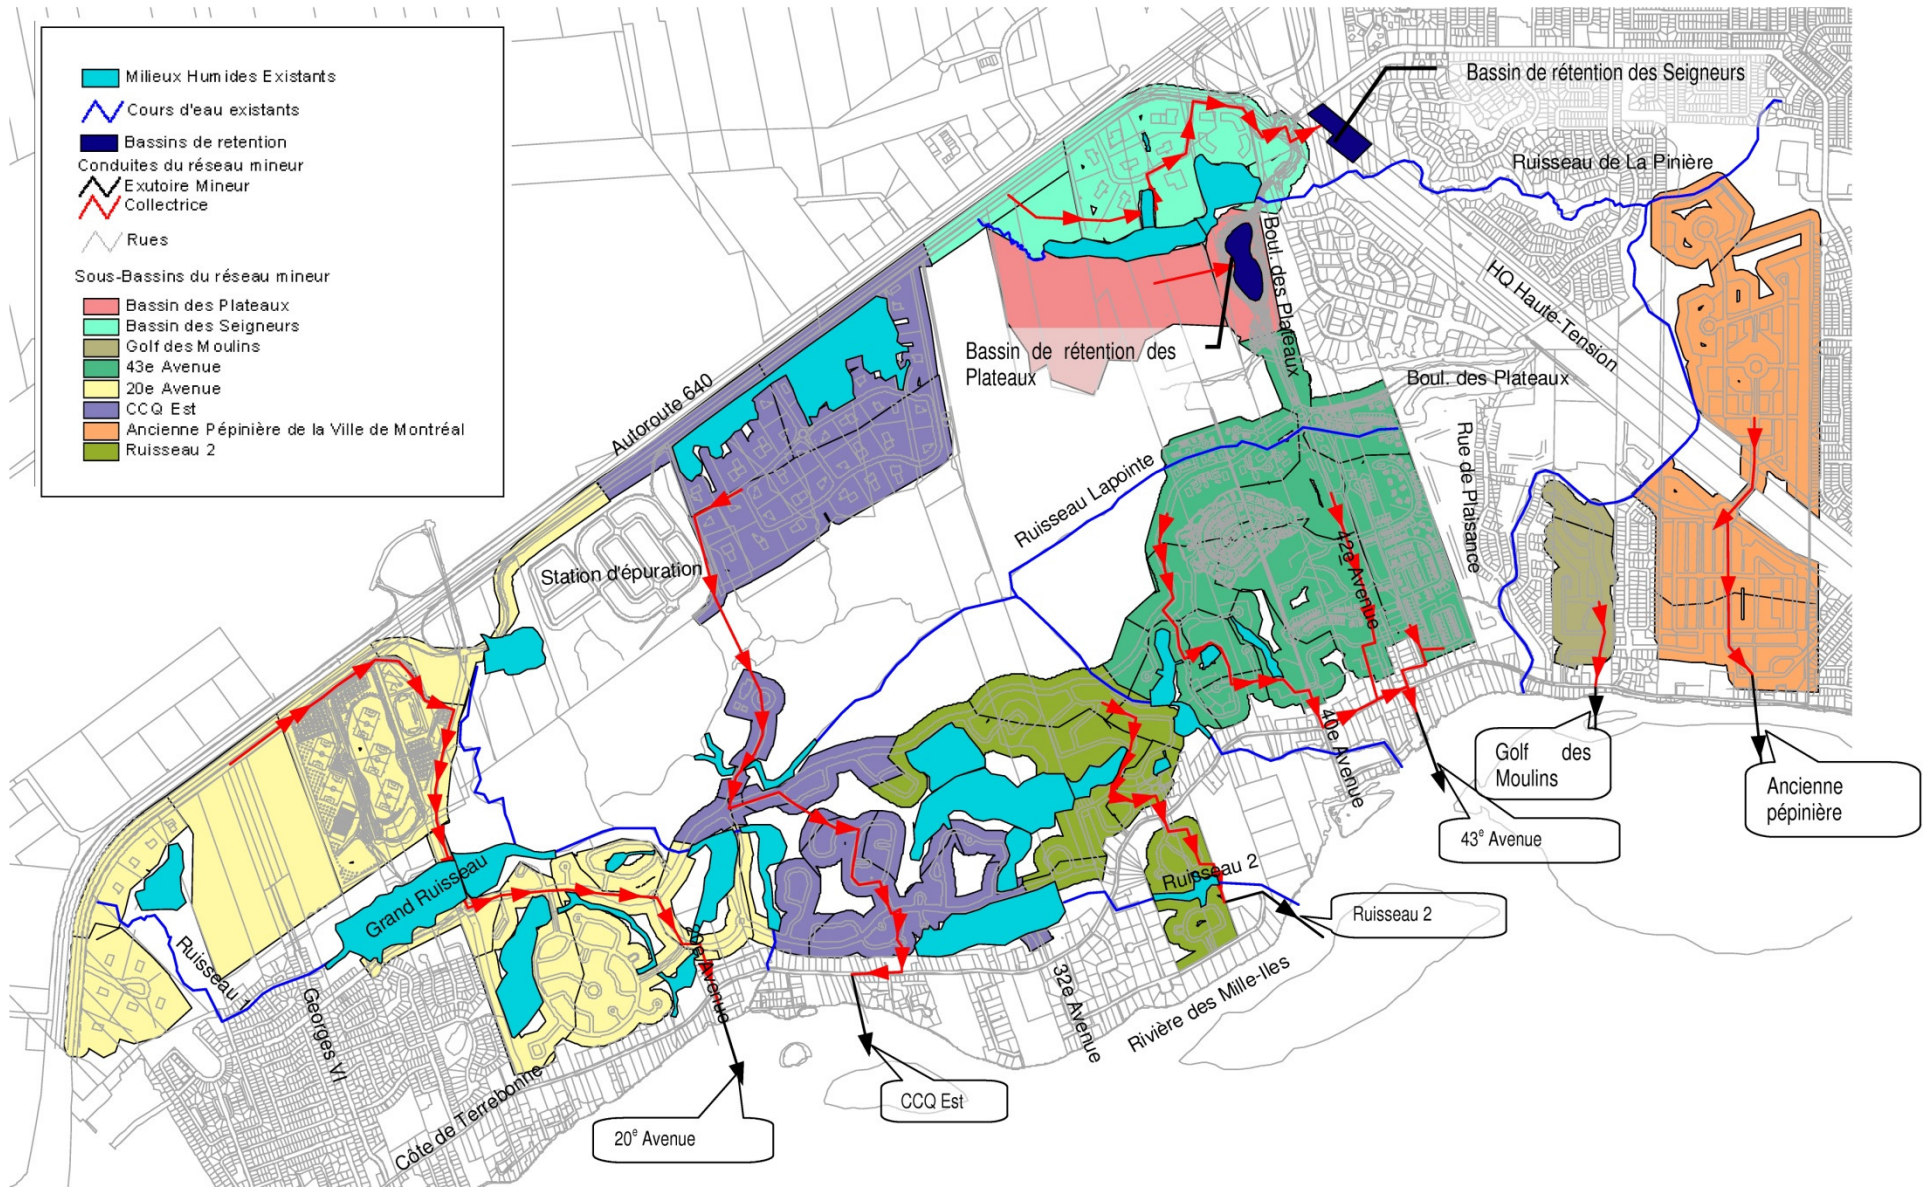 Milieux Humides Existants
Cours d'eau existants
Bassins de retention
Conduites du réseau mineur
Exutoire Mineur
Collectrice
Rues
Sous-Bassins du réseau mineur
Bassin des Plateaux
Bassin des Seigneurs
Golf des Moulins
43e Avenue
20e Avenue
CCQ Est
Ancienne Pépinière de la Ville de Montréal
Ruisseau 2
Bassin de rétention des Seigneurs
Ruisseau de La Pinière
Boul. des Plateaux
HQ Haute-Tension
Bassin de rétention des
Plateaux
Boul. des Plateaux
Autoroute 640
Ruisseau Lapointe
Rue de Plaisance
42e Avenue
Station d'épuration
40e Avenue
Golf des
Moulins
Ancienne
pépinière
43e Avenue
Grand Ruisseau
Ruisseau 2
Ruisseau 2
Ruisseau 1
Georges VI
20e Avenue
32e Avenue
Rivière des Mille-Iles
Côte de Terrebonne
CCQ Est
20e Avenue